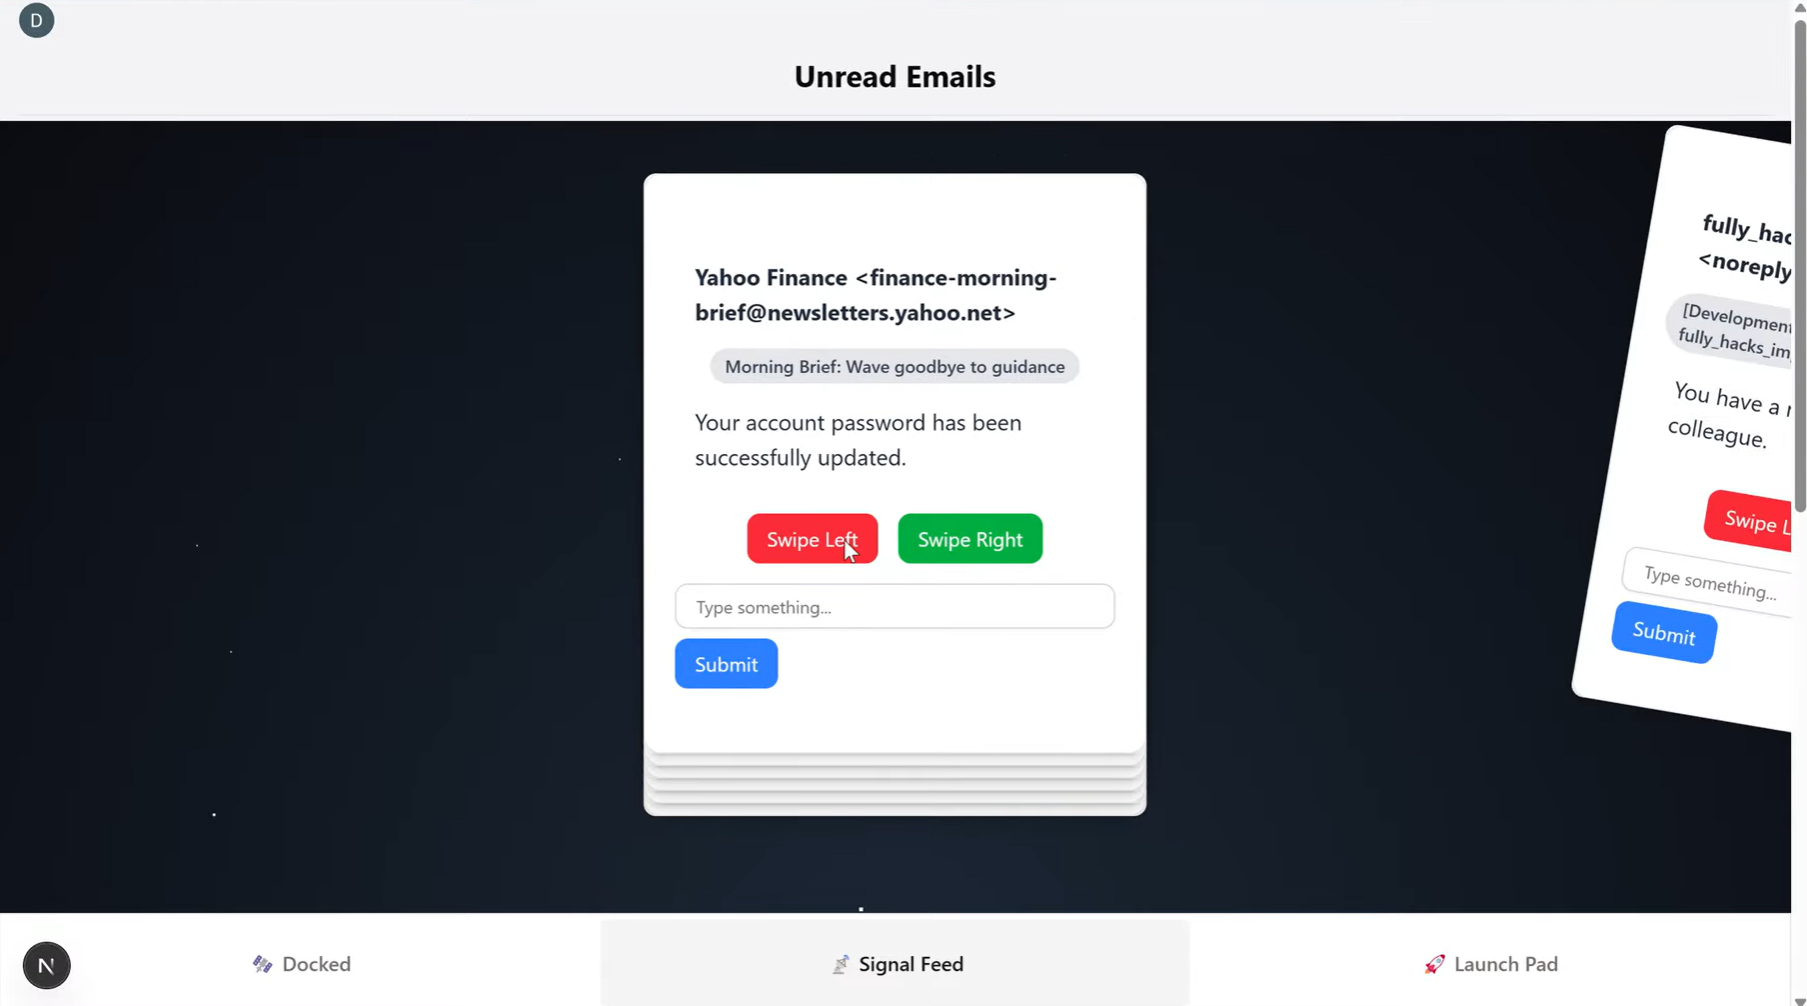 D
Unread Emails
Yahoo Finance <finance-morning-
brief@newsletters.yahoo.net>
Morning Brief: Wave goodbye to guidance
Your account password has been
successfully updated.
Swipe Left
Swipe Right
Type something...
Submit
fully_hac
<noreply
[Development
fully_hacks_im
You have a
colleague.
Swipe L
Type something...
Submit
N
Docked
Signal Feed
Launch Pad